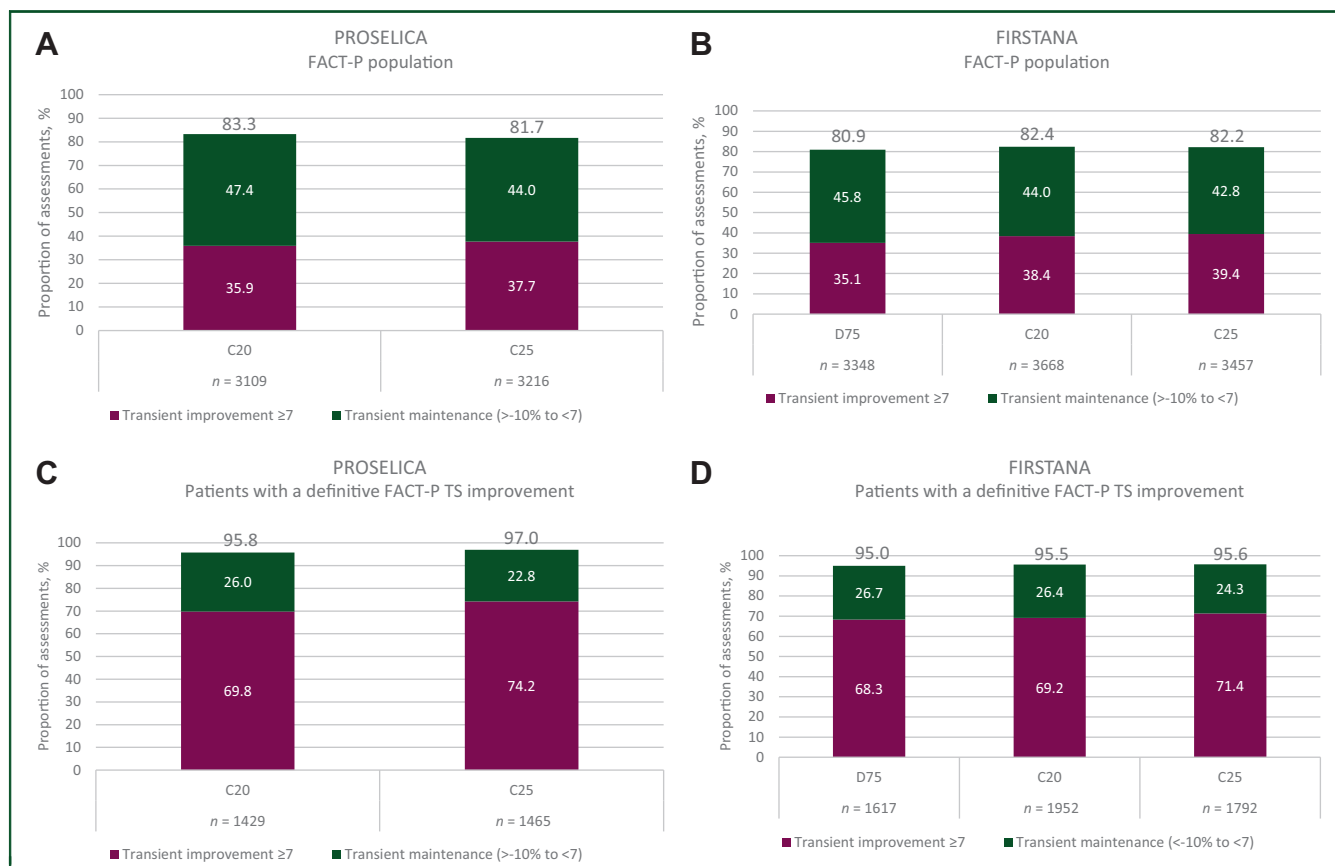 A
PROSELICA
FACT-P population
Proportion of assessments, %
100
90
80
70
60
50
40
30
20
10
0
83.3
47.4
35.9
81.7
44.0
37.7
C20
C25
n = 3109
n = 3216
Transient improvement ≥7
Transient maintenance (>-10% to <7)
B
FIRSTANA
FACT-P population
Proportion of assessments, %
100
90
80
70
60
50
40
30
20
10
0
80.9
45.8
35.1
82.4
44.0
38.4
82.2
42.8
39.4
D75
C20
C25
n = 3348
n = 3668
n = 3457
Transient improvement ≥7
Transient maintenance (>-10% to <7)
C
PROSELICA
Patients with a definitive FACT-P TS improvement
Proportion of assessments, %
100
90
80
70
60
50
40
30
20
10
0
95.8
26.0
69.8
97.0
22.8
74.2
C20
C25
n = 1429
n = 1465
Transient improvement ≥7
Transient maintenance (>-10% to <7)
D
FIRSTANA
Patients with a definitive FACT-P TS improvement
Proportion of assessments, %
100
90
80
70
60
50
40
30
20
10
0
95.0
26.7
68.3
95.5
26.4
69.2
95.6
24.3
71.4
D75
C20
C25
n = 1617
n = 1952
n = 1792
Transient improvement ≥7
Transient maintenance (<-10% to <7)